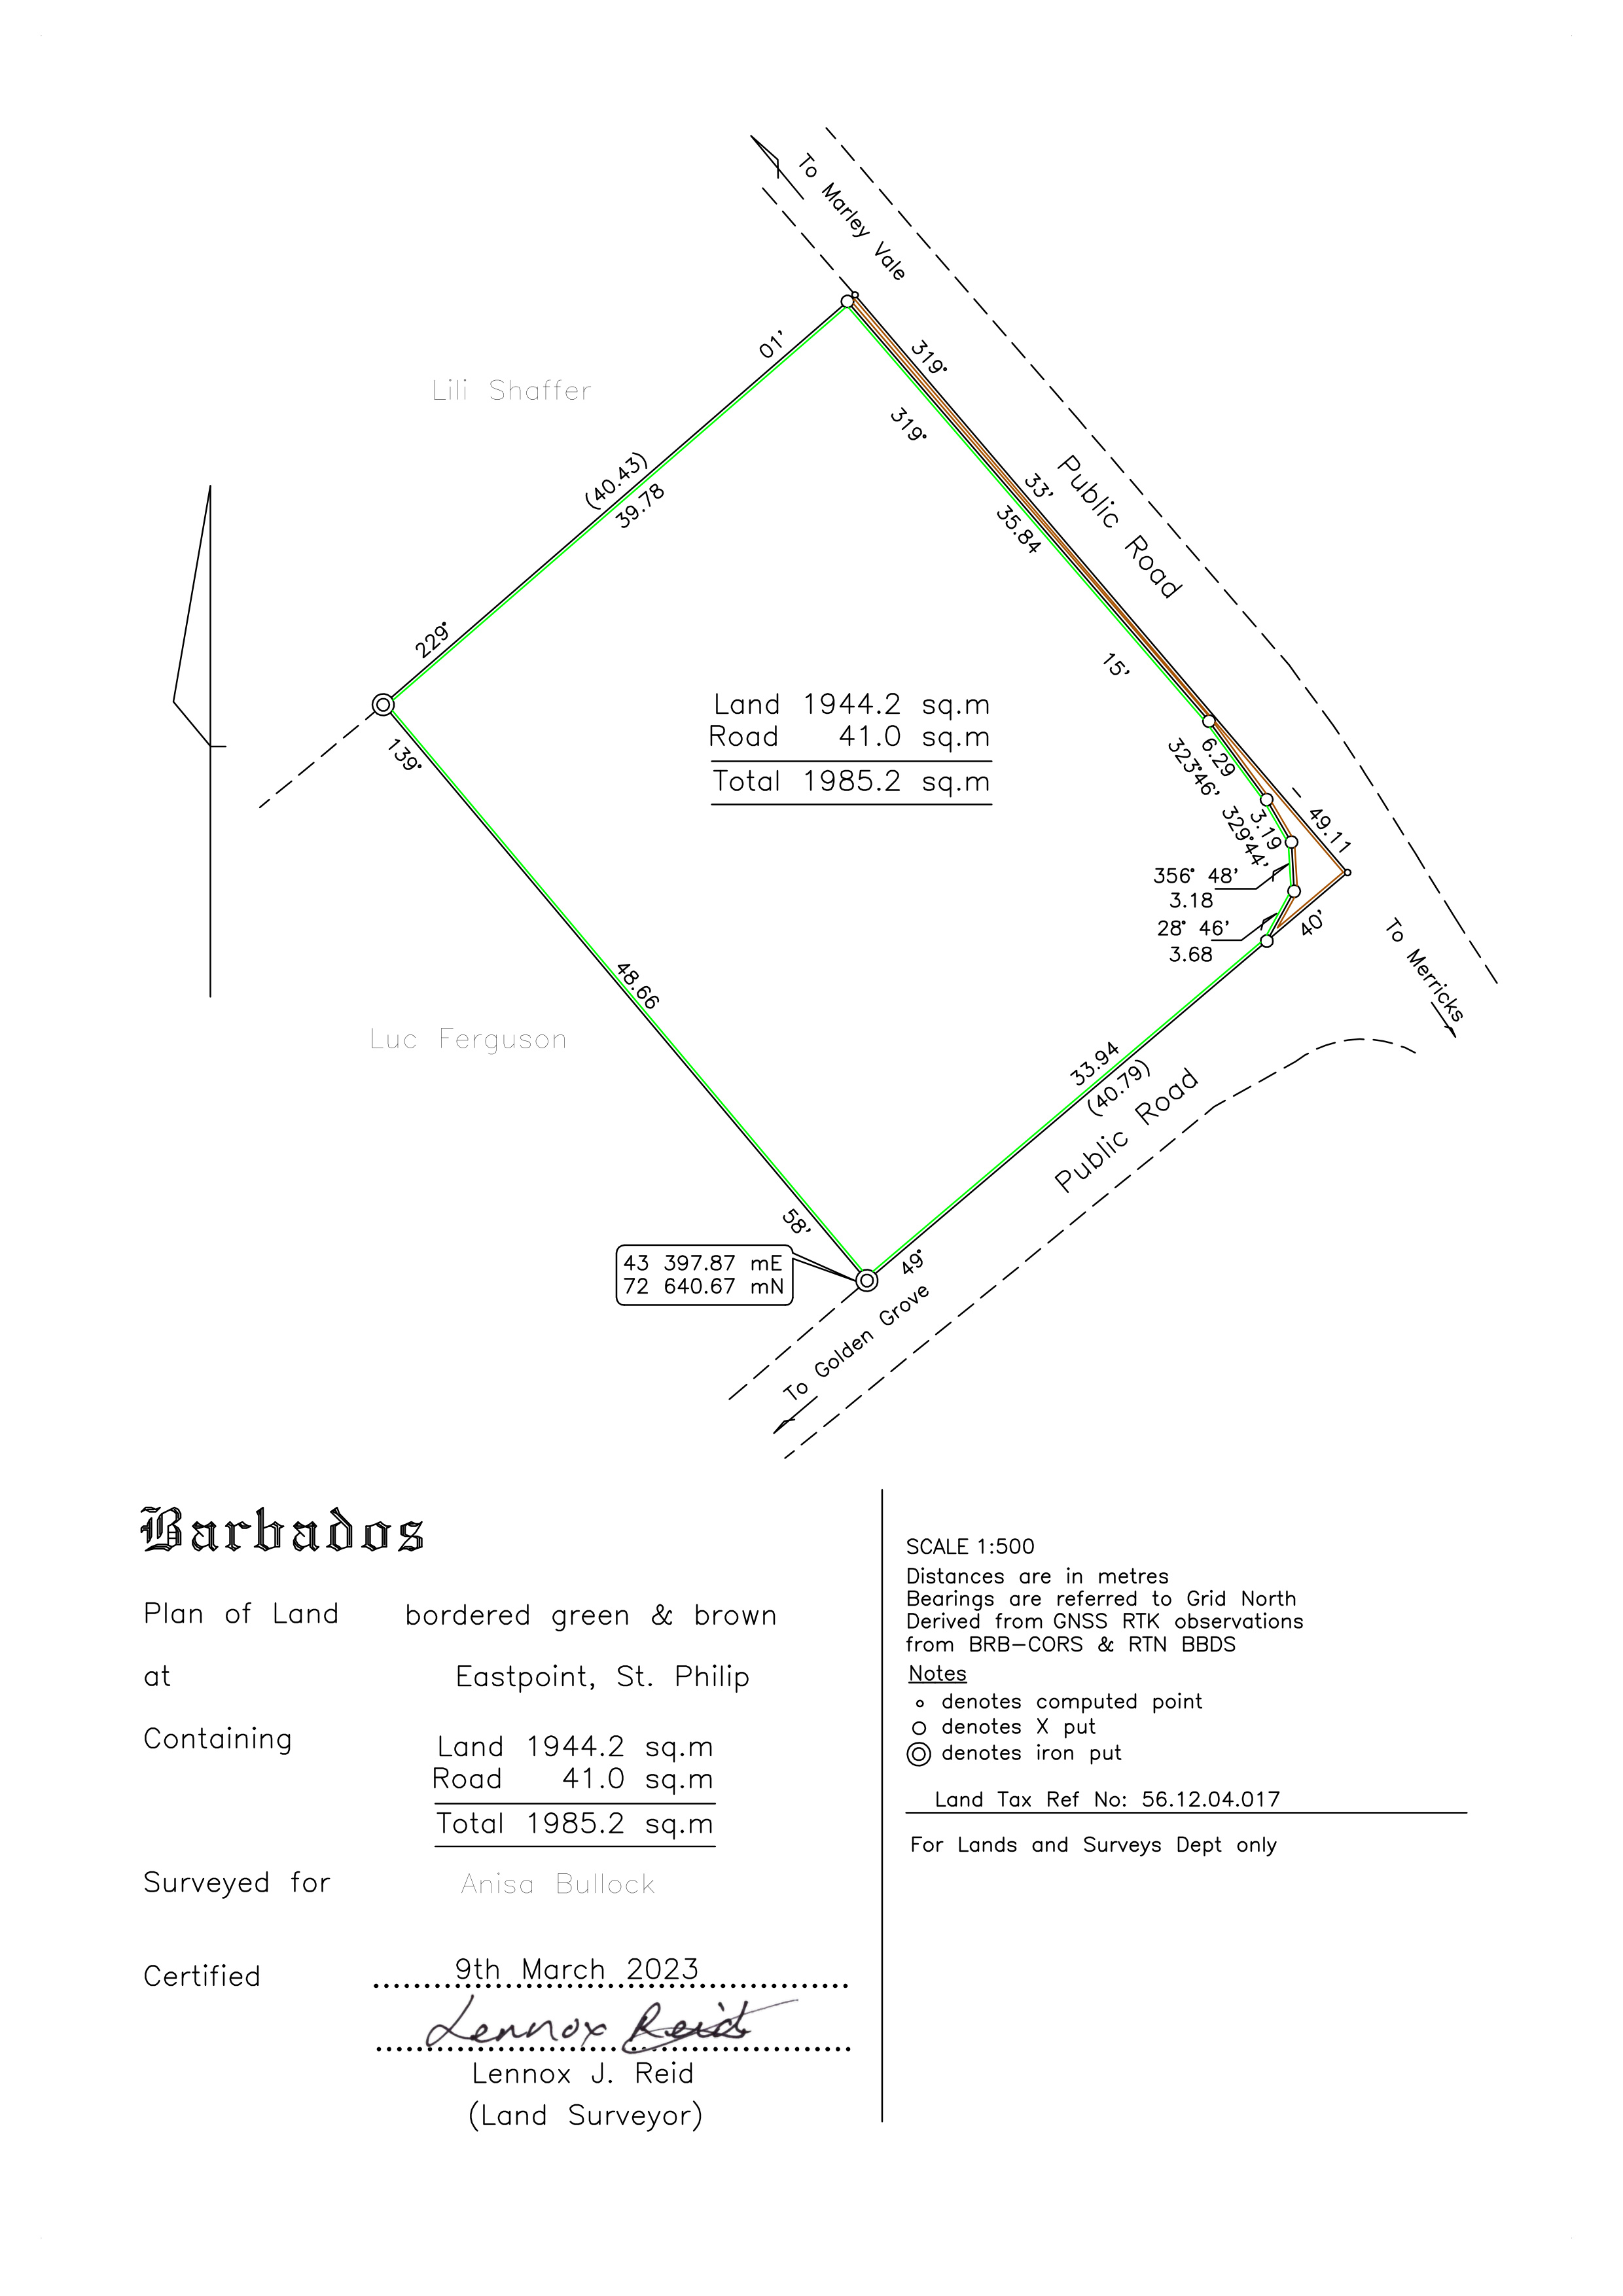 To Marley Vale
01'
319°
Lili Shaffer
319°
(40.43)
39.78
33'
Public Road
35.84
229°
15'
139°
Land 1944.2 sq.m
Road 41.0 sq.m
Total 1985.2 sq.m
6.29
323°46'
3.19
329°44'
49.11
356° 48'
3.18
28° 46'
3.68
40'
To Merricks
48.66
Luc Ferguson
33.94
(40.79)
Public Road
58'
49°
43 397.87 mE
72 640.67 mN
To Golden Grove
Barbados
Plan of Land bordered green & brown
at Eastpoint, St. Philip
Containing
Land 1944.2 sq.m
Road 41.0 sq.m
Total 1985.2 sq.m
Surveyed for Anisa Bullock
Certified 9th March 2023
Lennox Reid
Lennox J. Reid
(Land Surveyor)
SCALE 1:500
Distances are in metres
Bearings are referred to Grid North
Derived from GNSS RTK observations
from BRB-CORS & RTN BBDS
Notes
denotes computed point
denotes X put
denotes iron put
Land Tax Ref No: 56.12.04.017
For Lands and Surveys Dept only